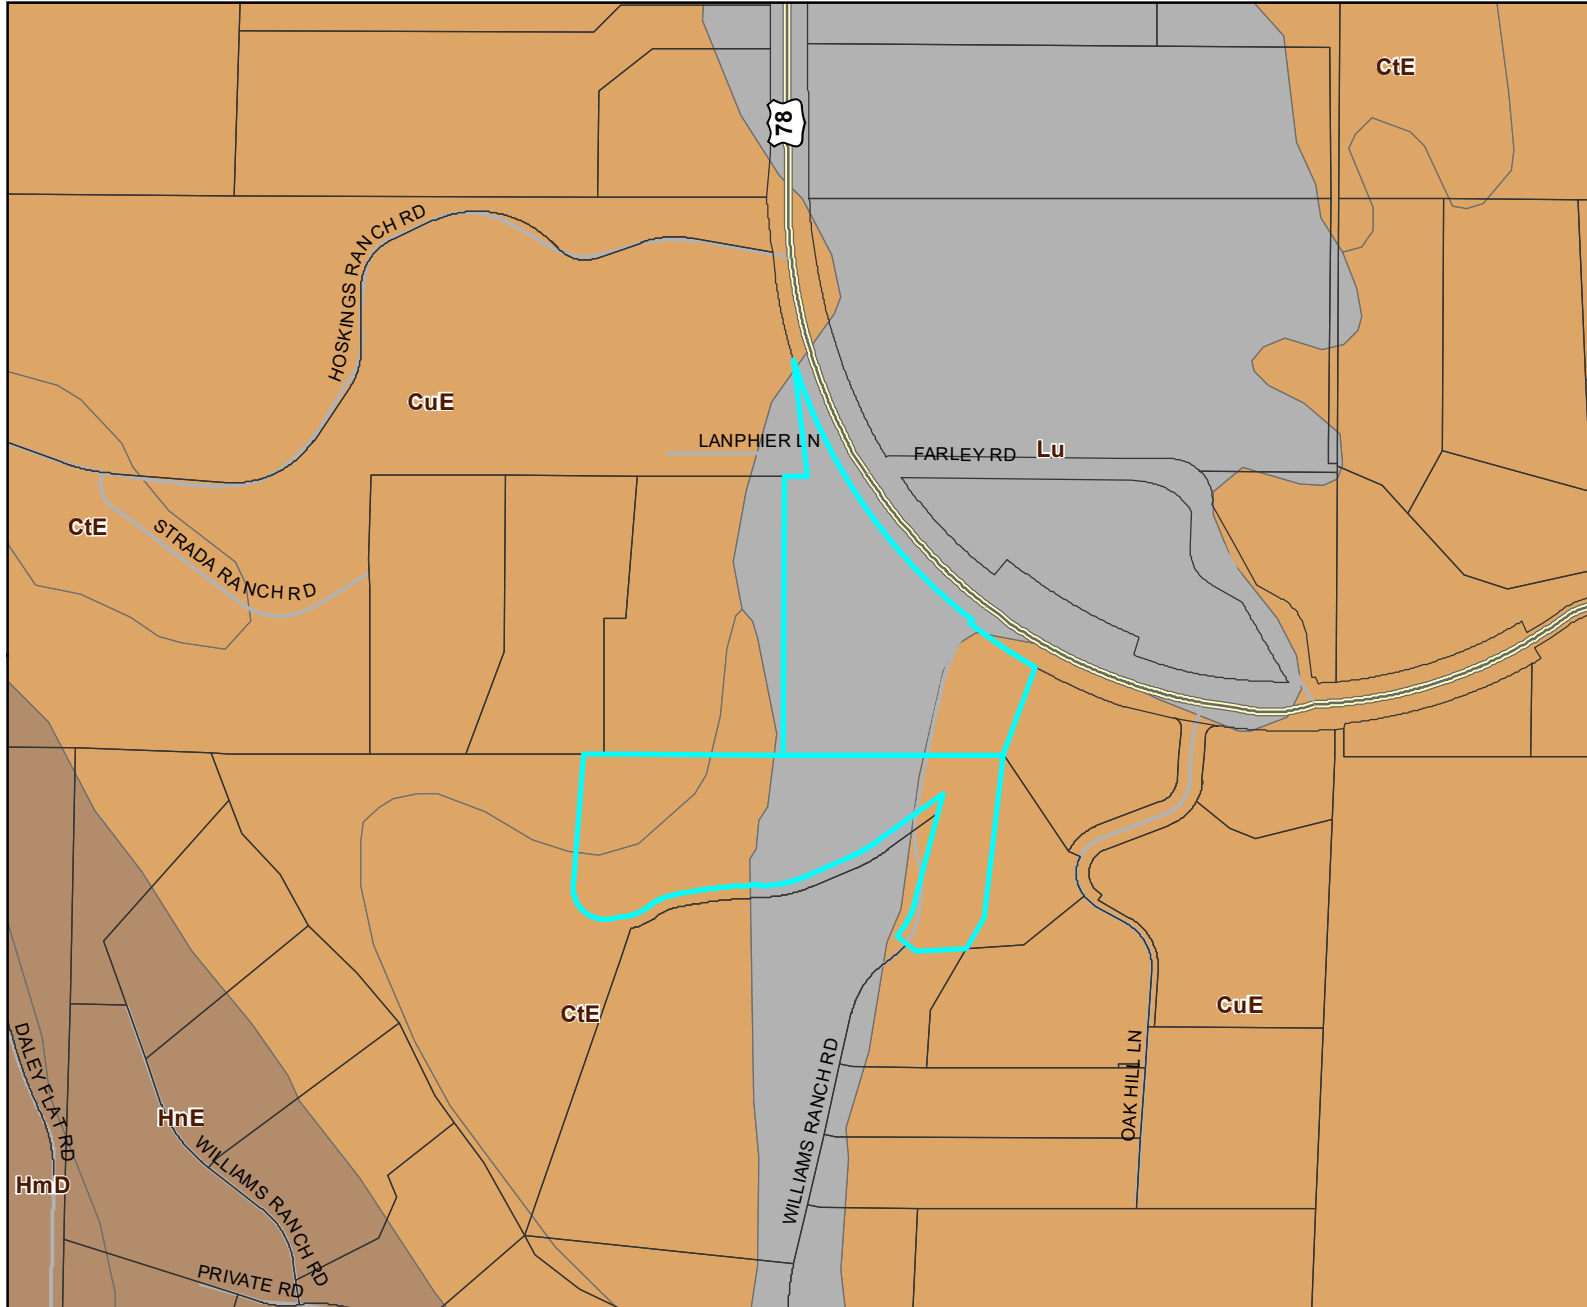 CtE
78
HOSKINGS RANCH RD
CuE
LANPHIER LN
FARLEY RD
Lu
CtE
STRADA RANCH RD
CuE
CtE
DALEY FLAT RD
OAK HILL LN
WILLIAMS RANCH RD
HnE
WILLIAMS RANCH RD
HmD
PRIVATE RD